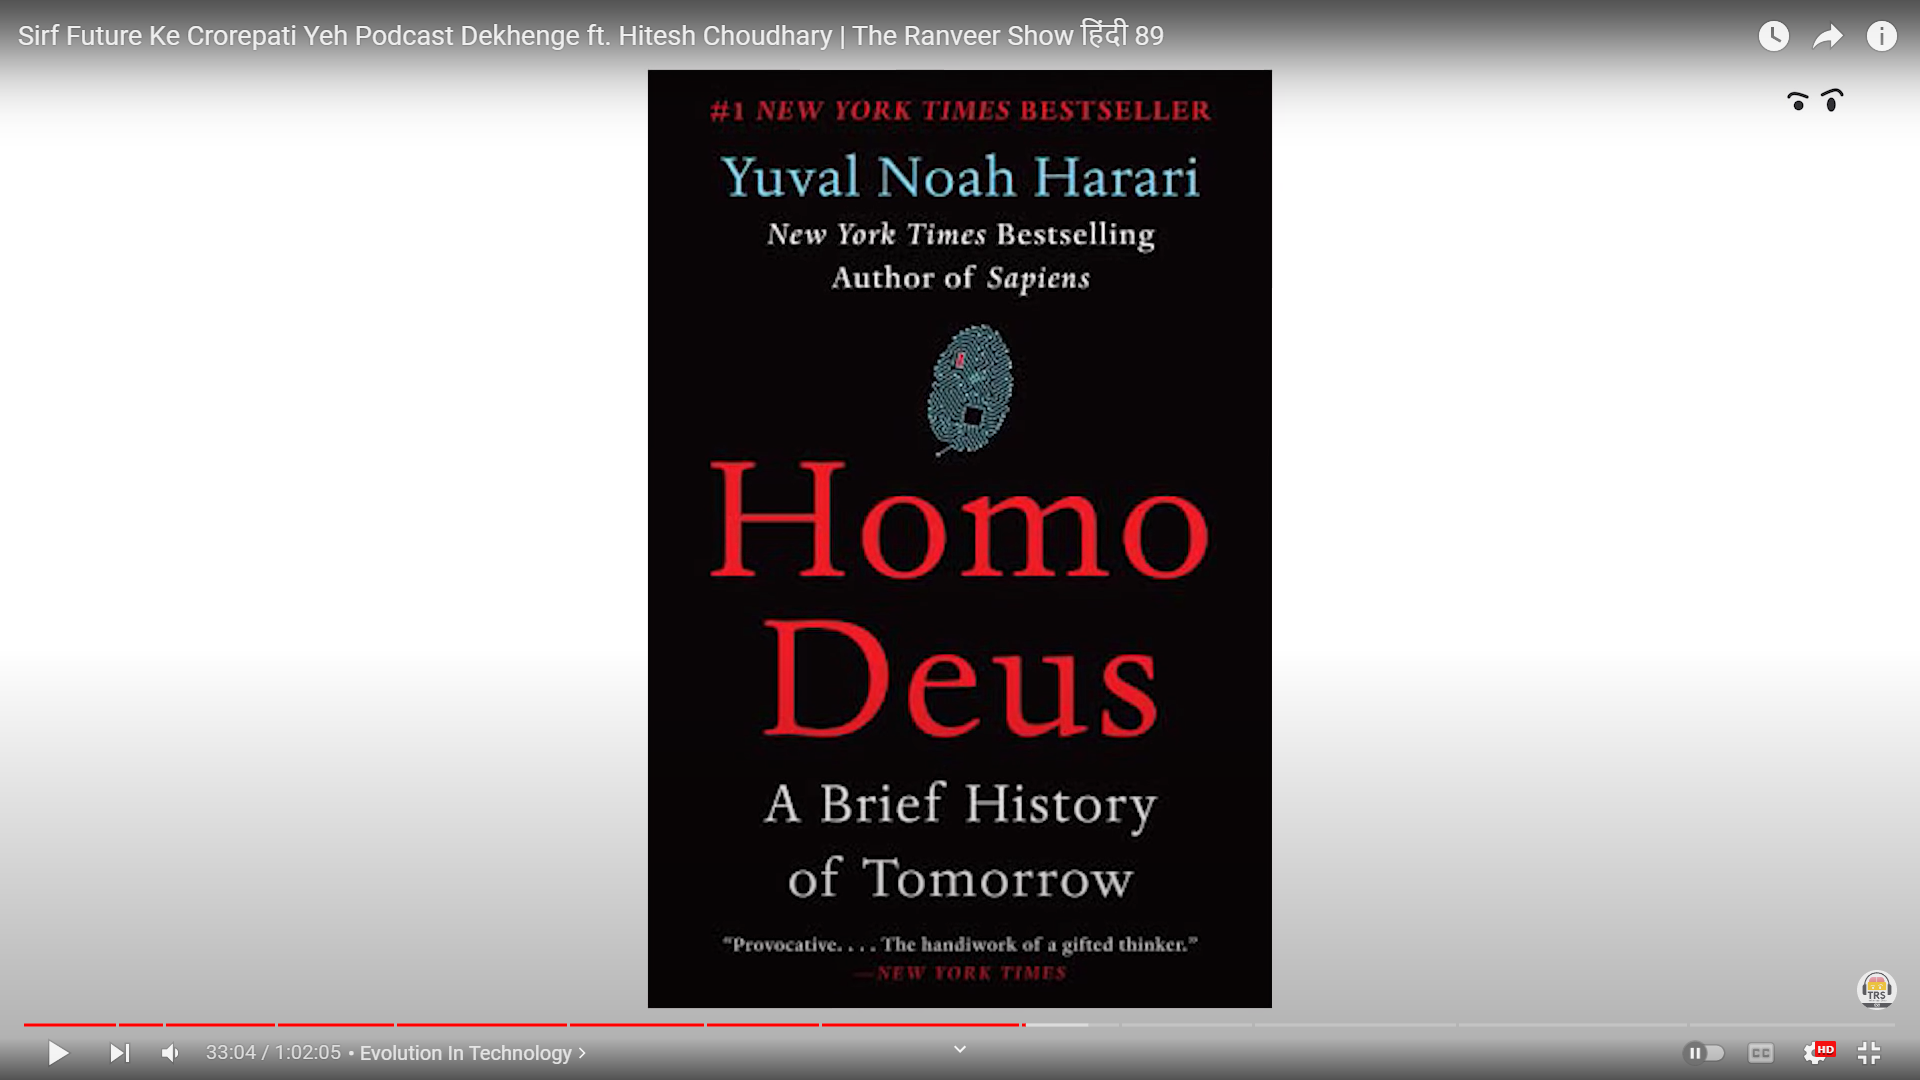 Sirf Future Ke Crorepati Yeh Podcast Dekhenge ft. Hitesh Choudhary | The Ranveer Show हिंदी 89
#1 NEW YORK TIMES BESTSELLER
Yuval Noah Harari
New York Times Bestselling
Author of Sapiens
Homo
Deus
A Brief History
of Tomorrow
“Provocative. . . . The handiwork of a gifted thinker.”
—NEW YORK TIMES
TRS
33:04 / 1:02:05 • Evolution In Technology
CC
HD